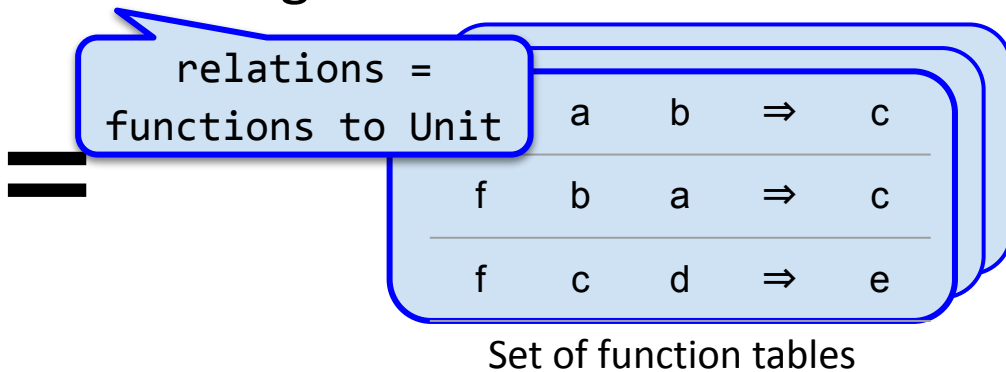 relations =
functions to Unit
=
a b ⇒ c
f b a ⇒ c
f c d ⇒ e
Set of function tables